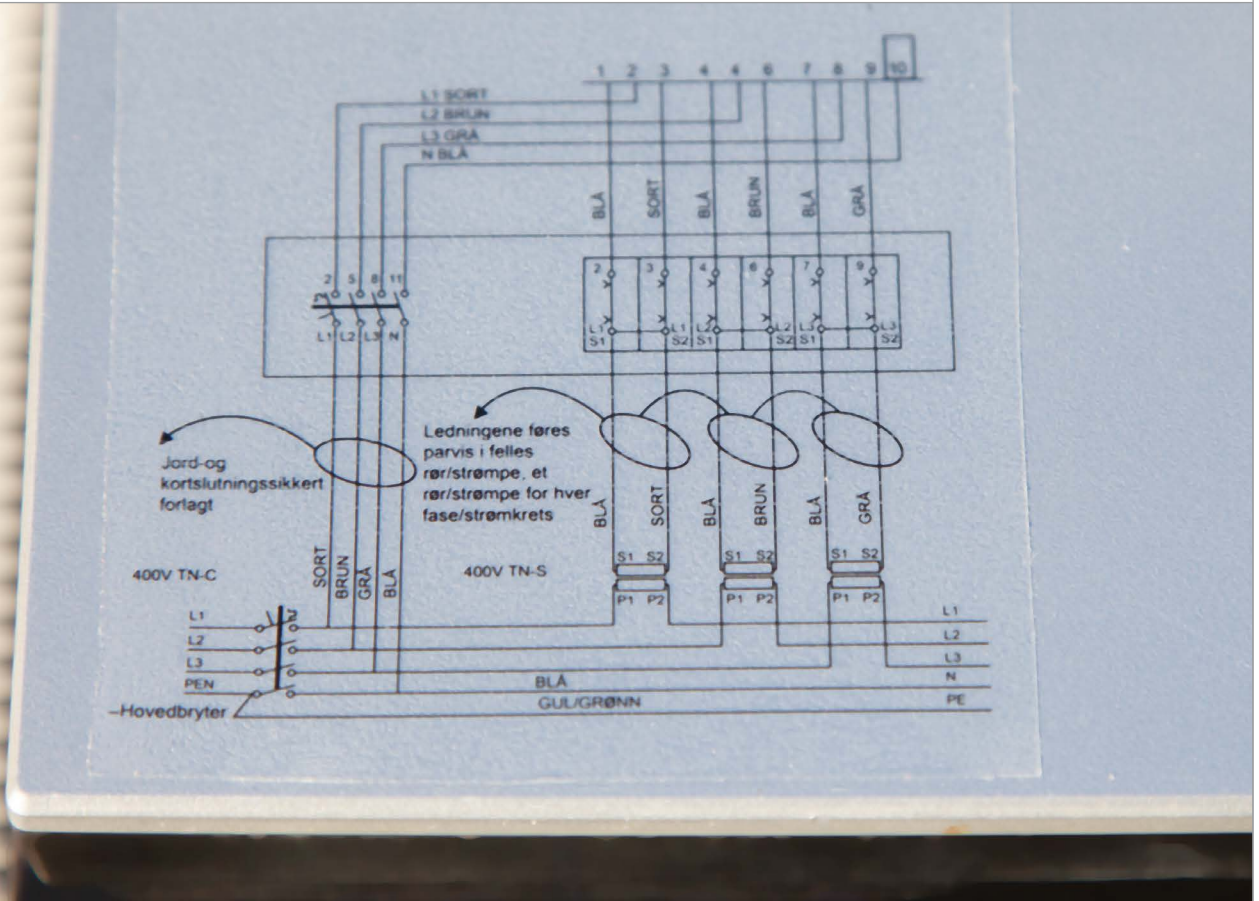 1 2 3 4 4 6 7 8 9 10
L1 SORT
L2 BRUN
L3 GRÅ
N BLÅ
BLÅ SORT BLÅ BRUN BLÅ GRÅ
2 5 8 11
2 3 4 6 7 9
L1 L2 L3 N
L1 L1 L2 L2 L3 L3
S1 S2 S1 S2 S1 S2
Ledningene føres
parvis i felles
rør/strømpe, et
rør/strømpe for hver
fase/strømkrets
Jord-og
kortslutningssikkert
forlagt
BLÅ SORT BLÅ BRUN BLÅ GRÅ
SORT BRUN GRÅ BLÅ
400V TN-C
400V TN-S
S1 S2 S1 S2 S1 S2
P1 P2 P1 P2 P1 P2
L1 L1
L2 L2
L3 L3
PEN BLÅ N
GUL/GRØNN PE
–Hovedbryter